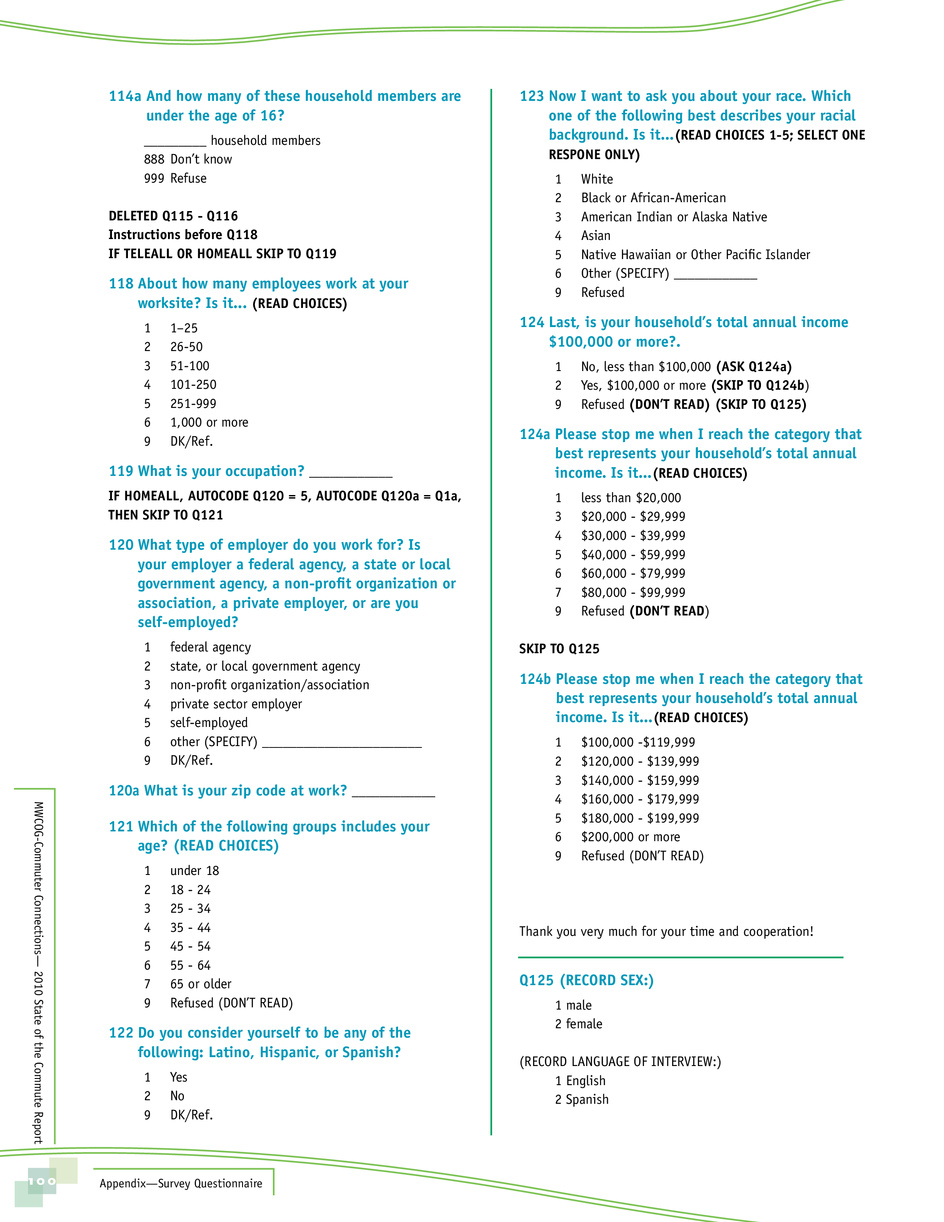 114a And how many of these household members are
under the age of 16?
_________ household members
888 Don't know
999 Refuse
DELETED Q115 - Q116
Instructions before Q118
IF TELEALL OR HOMEALL SKIP TO Q119
118 About how many employees work at your
worksite? Is it... (READ CHOICES)
1 1–25
2 26-50
3 51-100
4 101-250
5 251-999
6 1,000 or more
9 DK/Ref.
119 What is your occupation? ____________
IF HOMEALL, AUTOCODE Q120 = 5, AUTOCODE Q120a = Q1a,
THEN SKIP TO Q121
120 What type of employer do you work for? Is
your employer a federal agency, a state or local
government agency, a non-profit organization or
association, a private employer, or are you
self-employed?
1 federal agency
2 state, or local government agency
3 non-profit organization/association
4 private sector employer
5 self-employed
6 other (SPECIFY) _______________________
9 DK/Ref.
120a What is your zip code at work? ____________
121 Which of the following groups includes your
age? (READ CHOICES)
1 under 18
2 18 - 24
3 25 - 34
4 35 - 44
5 45 - 54
6 55 - 64
7 65 or older
9 Refused (DON'T READ)
122 Do you consider yourself to be any of the
following: Latino, Hispanic, or Spanish?
1 Yes
2 No
9 DK/Ref.
123 Now I want to ask you about your race. Which
one of the following best describes your racial
background. Is it...(READ CHOICES 1-5; SELECT ONE
RESPONE ONLY)
1 White
2 Black or African-American
3 American Indian or Alaska Native
4 Asian
5 Native Hawaiian or Other Pacific Islander
6 Other (SPECIFY) ____________
9 Refused
124 Last, is your household's total annual income
$100,000 or more?.
1 No, less than $100,000 (ASK Q124a)
2 Yes, $100,000 or more (SKIP TO Q124b)
9 Refused (DON'T READ) (SKIP TO Q125)
124a Please stop me when I reach the category that
best represents your household's total annual
income. Is it...(READ CHOICES)
1 less than $20,000
3 $20,000 - $29,999
4 $30,000 - $39,999
5 $40,000 - $59,999
6 $60,000 - $79,999
7 $80,000 - $99,999
9 Refused (DON'T READ)
SKIP TO Q125
124b Please stop me when I reach the category that
best represents your household's total annual
income. Is it...(READ CHOICES)
1 $100,000 -$119,999
2 $120,000 - $139,999
3 $140,000 - $159,999
4 $160,000 - $179,999
5 $180,000 - $199,999
6 $200,000 or more
9 Refused (DON'T READ)
Thank you very much for your time and cooperation!
Q125 (RECORD SEX:)
1 male
2 female
(RECORD LANGUAGE OF INTERVIEW:)
1 English
2 Spanish
MWCOG-Commuter Connections— 2010 State of the Commute Report
100
Appendix—Survey Questionnaire